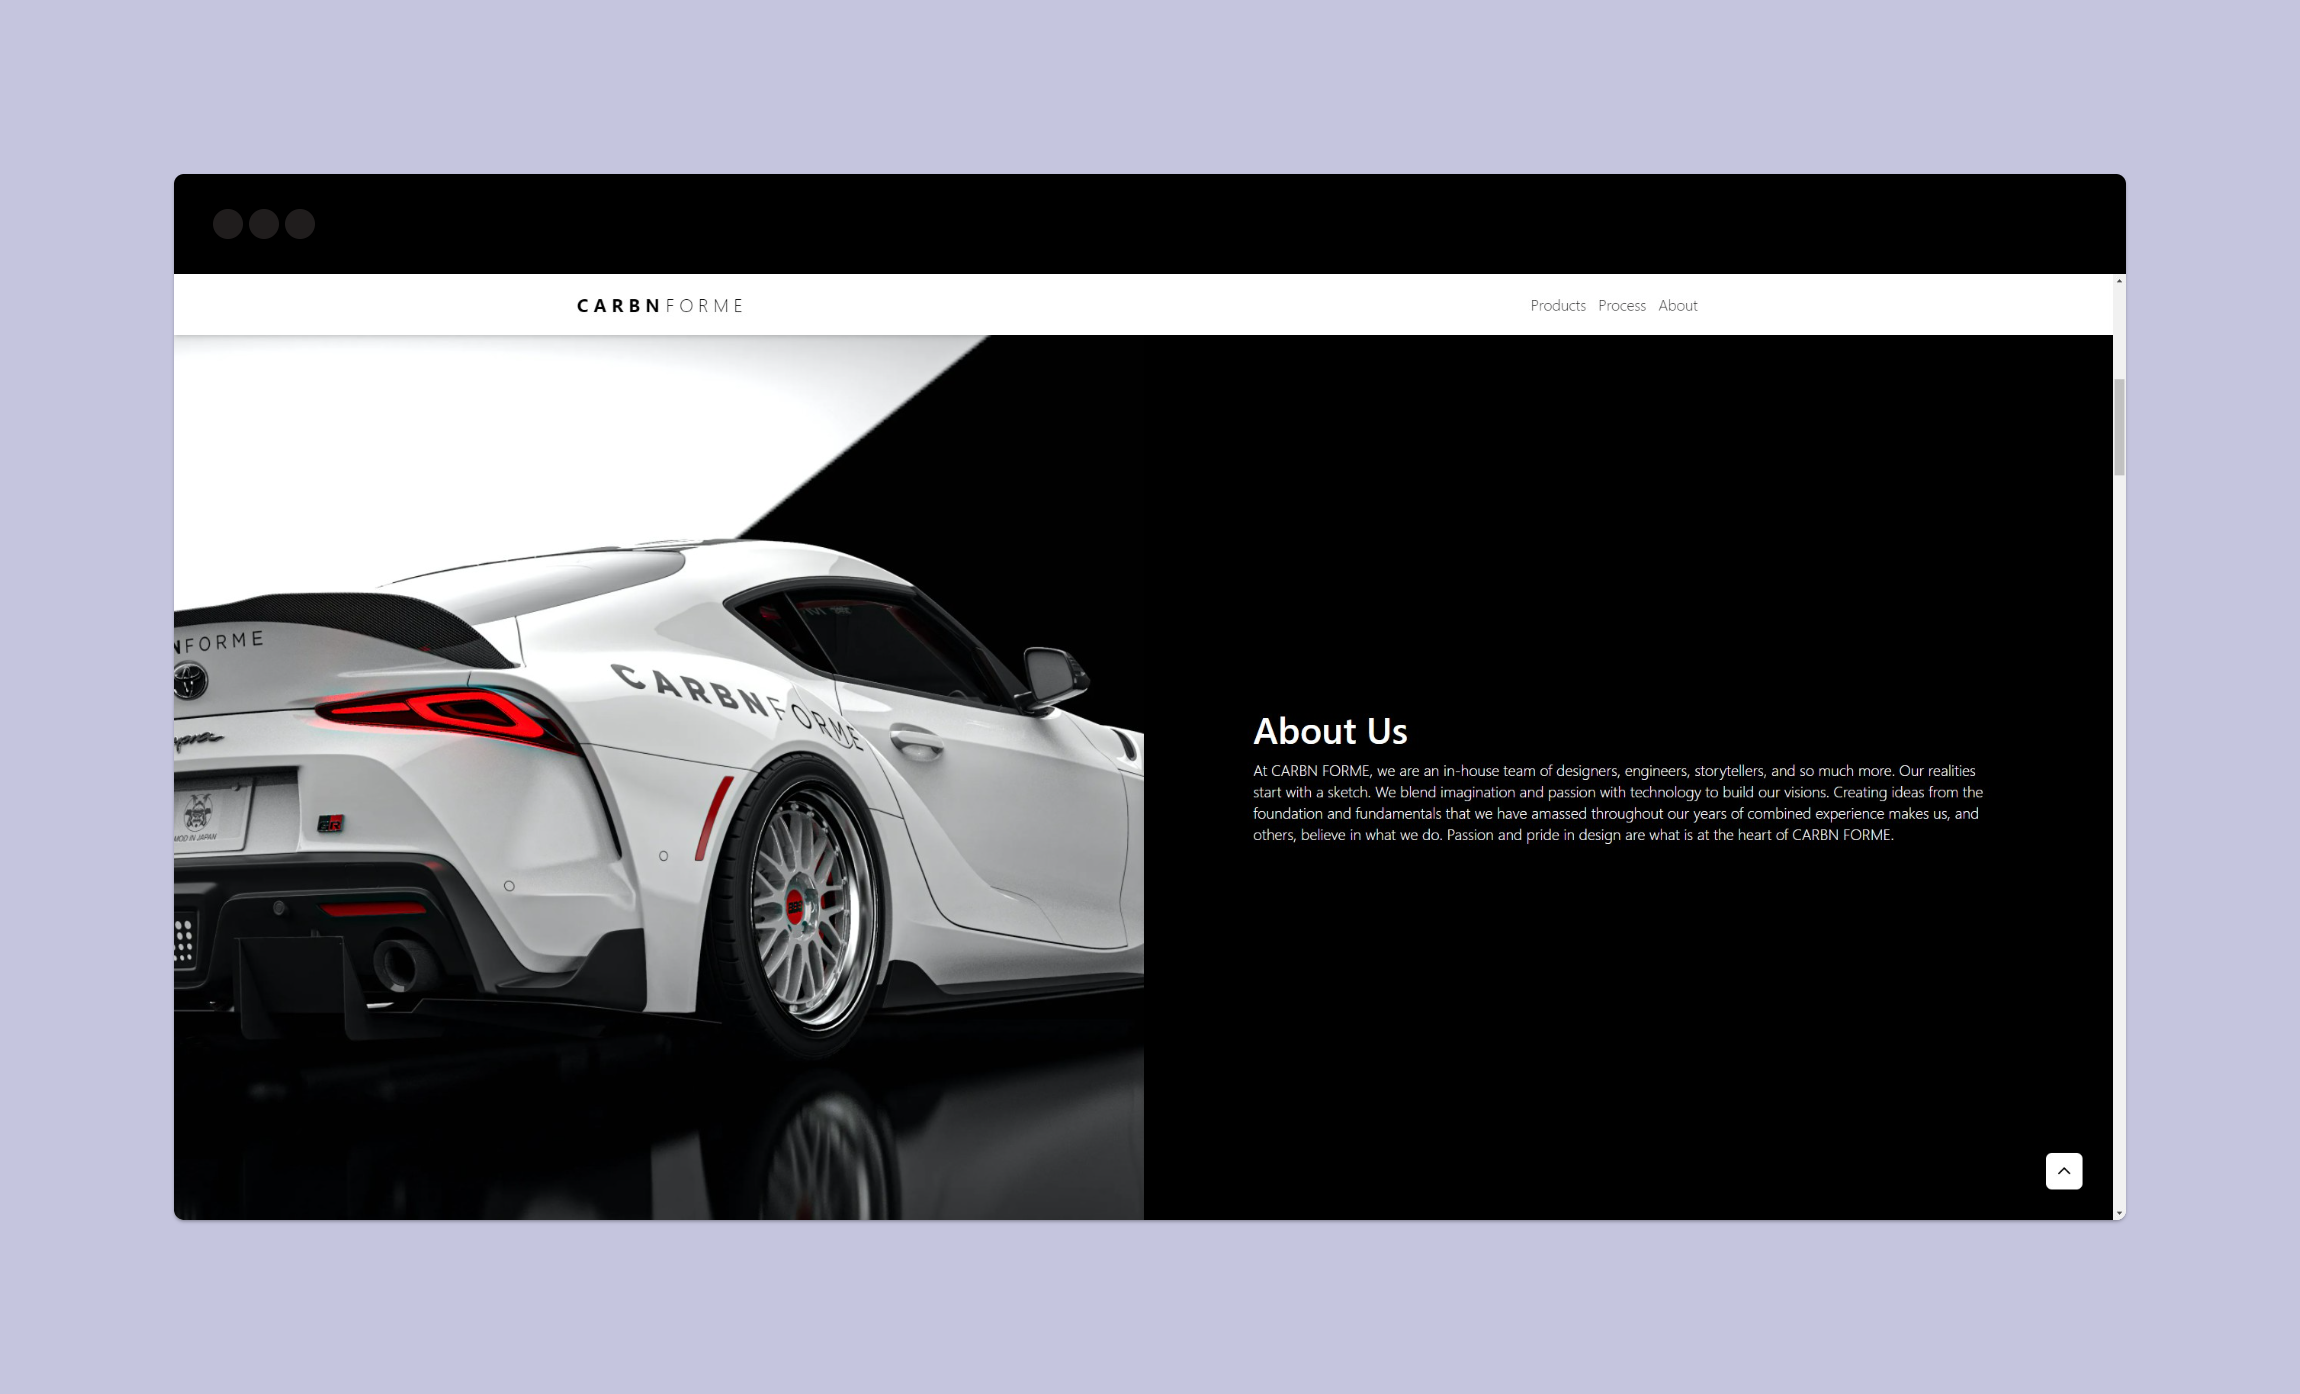 CARBNFORME
Products Process About
NFORME
CARBNFORME
MOD IN JAPAN
GR
About Us
At CARBN FORME, we are an in-house team of designers, engineers, storytellers, and so much more. Our realities
start with a sketch. We blend imagination and passion with technology to build our visions. Creating ideas from the
foundation and fundamentals that we have amassed throughout our years of combined experience makes us, and
others, believe in what we do. Passion and pride in design are what is at the heart of CARBN FORME.